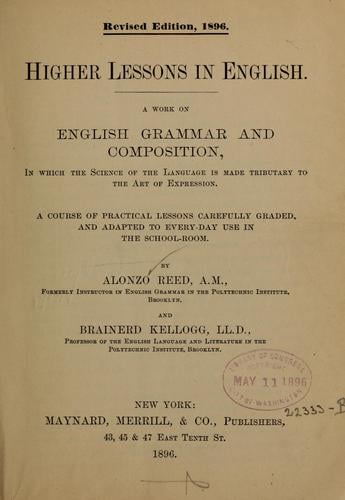 Revised Edition, 1896.
HIGHER LESSONS IN ENGLISH.
A WORK ON
ENGLISH GRAMMAR AND
COMPOSITION,
IN WHICH THE SCIENCE OF THE LANGUAGE IS MADE TRIBUTARY TO
THE ART OF EXPRESSION.
A COURSE OF PRACTICAL LESSONS CAREFULLY GRADED,
AND ADAPTED TO EVERY-DAY USE IN
THE SCHOOL-ROOM.
BY
ALONZO REED, A.M.,
FORMERLY INSTRUCTOR IN ENGLISH GRAMMAR IN THE POLYTECHNIC INSTITUTE,
BROOKLYN,
AND
BRAINERD KELLOGG, LL.D.,
PROFESSOR OF THE ENGLISH LANGUAGE AND LITERATURE IN THE
POLYTECHNIC INSTITUTE, BROOKLYN.
LIBRARY OF CONGRESS
COPYRIGHT
MAY 11 1896
CITY OF WASHINGTON
22333-B
NEW YORK:
MAYNARD, MERRILL, & CO., PUBLISHERS,
43, 45 & 47 EAST TENTH ST.
1896.